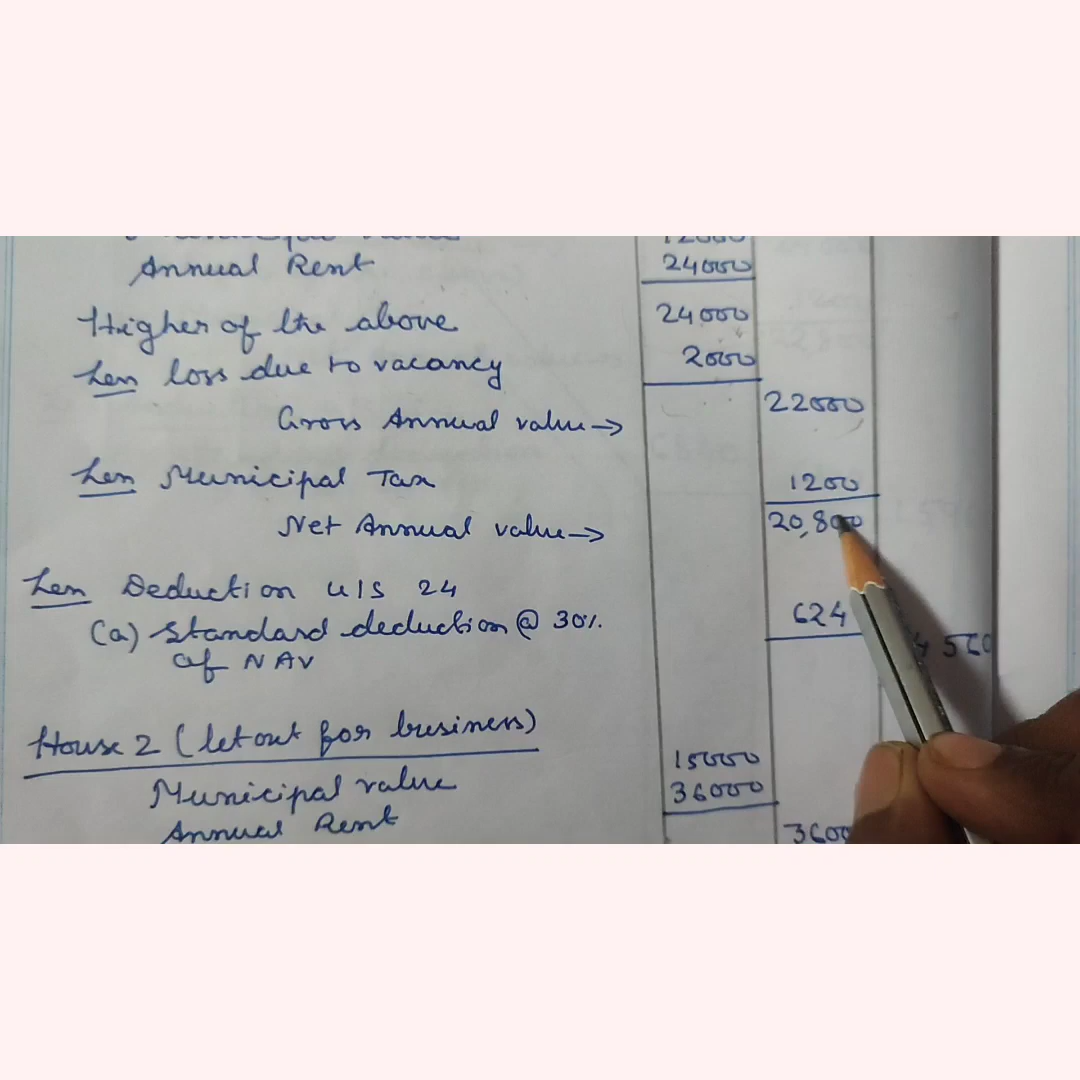 Annual Rent 24000
Higher of the above 24000
Less loss due to vacancy 2000
Gross Annual value → 22000
Less Municipal Tax 1200
Net Annual value → 20,800
Less Deduction U/S 24
(a) Standard deduction @ 30% 624
of NAV 560
House 2 (let out for business)
Municipal value 15000
Annual Rent 36000
3600